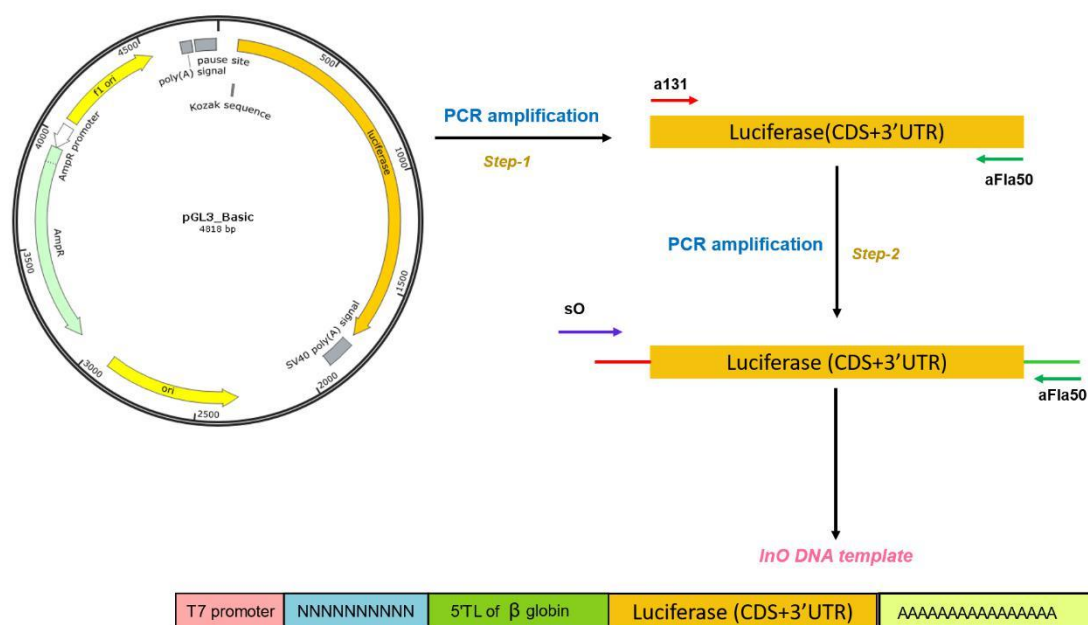 4500
500
pause site
poly(A) signal
f1 ori
Kozak sequence
4000
AmpR promoter
luciferase
1000
pGL3_Basic
4818 bp
AmpR
3500
1500
SV40 poly(A) signal
3000
ori
2000
2500
PCR amplification
Step-1
a131
Luciferase(CDS+3'UTR)
aFla50
PCR amplification
Step-2
sO
Luciferase (CDS+3'UTR)
aFla50
InO DNA template
T7 promoter
NNNNNNNNNN
5'TL of β globin
Luciferase (CDS+3'UTR)
AAAAAAAAAAAAAAAA